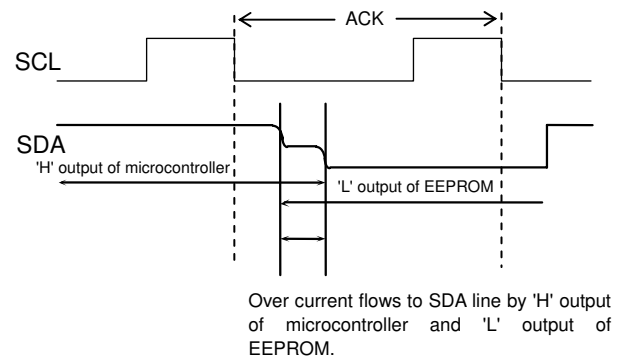 ACK
SCL
SDA
'H' output of microcontroller
'L' output of EEPROM
Over current flows to SDA line by 'H' output
of microcontroller and 'L' output of
EEPROM.